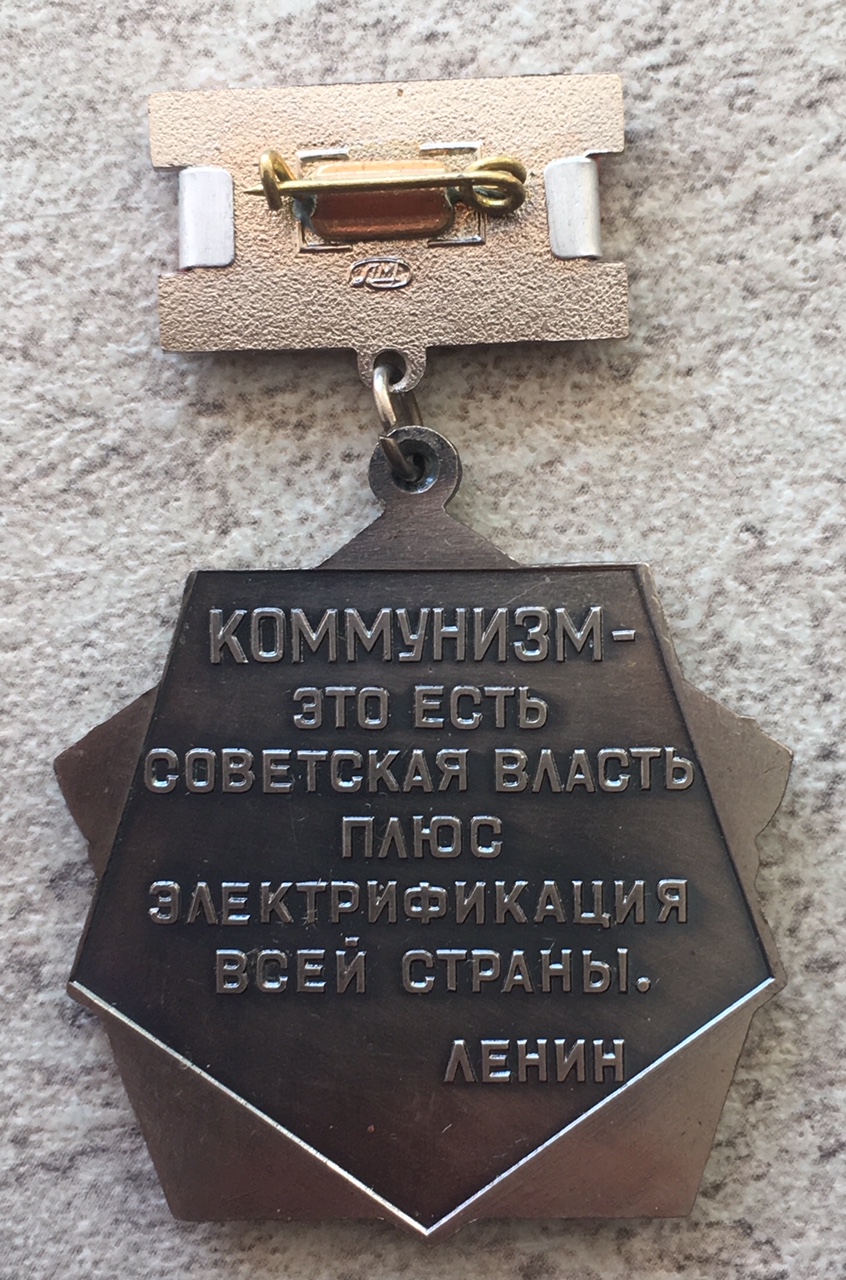 КОММУНИЗМ-
ЭТО ЕСТЬ
СОВЕТСКАЯ ВЛАСТЬ
ПЛЮС
ЭЛЕКТРИФИКАЦИЯ
ВСЕЙ СТРАНЫ.
ЛЕНИН